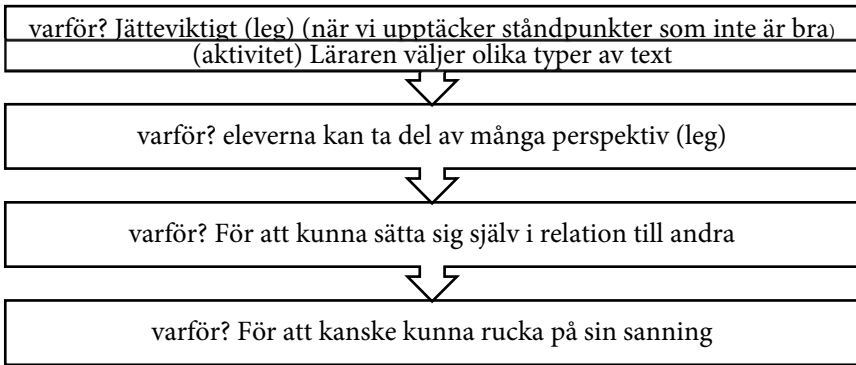 varför? Jätteviktigt (leg) (när vi upptäcker ståndpunkter som inte är bra)
(aktivitet) Läraren väljer olika typer av text
varför? eleverna kan ta del av många perspektiv (leg)
varför? För att kunna sätta sig själv i relation till andra
varför? För att kanske kunna rucka på sin sanning